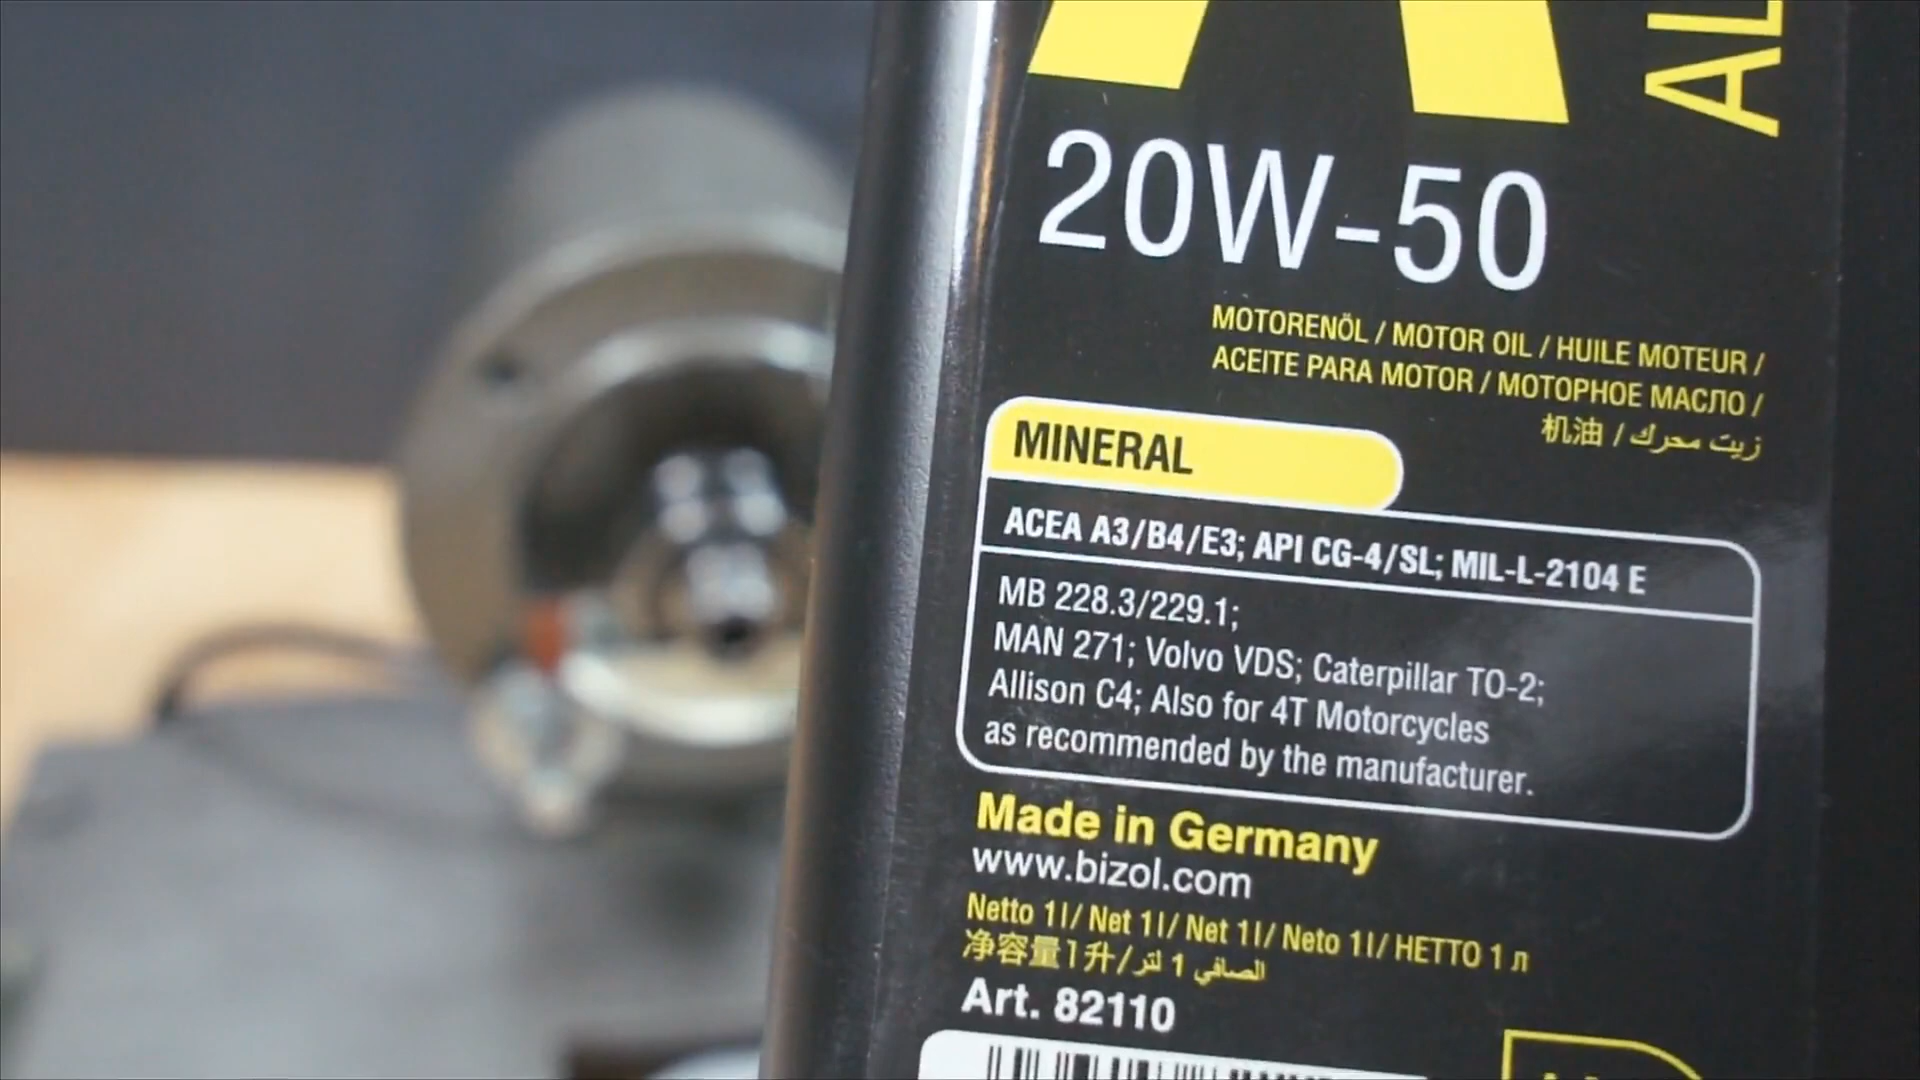 AL
20W-50
MOTORENÖL / MOTOR OIL / HUILE MOTEUR /
ACEITE PARA MOTOR / МОТОРНОЕ МАСЛО /
机油 / زيت محرك
MINERAL
ACEA A3/B4/E3; API CG-4/SL; MIL-L-2104 E
MB 228.3/229.1;
MAN 271; Volvo VDS; Caterpillar TO-2;
Allison C4; Also for 4T Motorcycles
as recommended by the manufacturer.
Made in Germany
www.bizol.com
Netto 1l/ Net 1l/ Net 1l/ Neto 1l/ НЕТТО 1 л
净容量1升/الصافي 1 لتر
Art. 82110